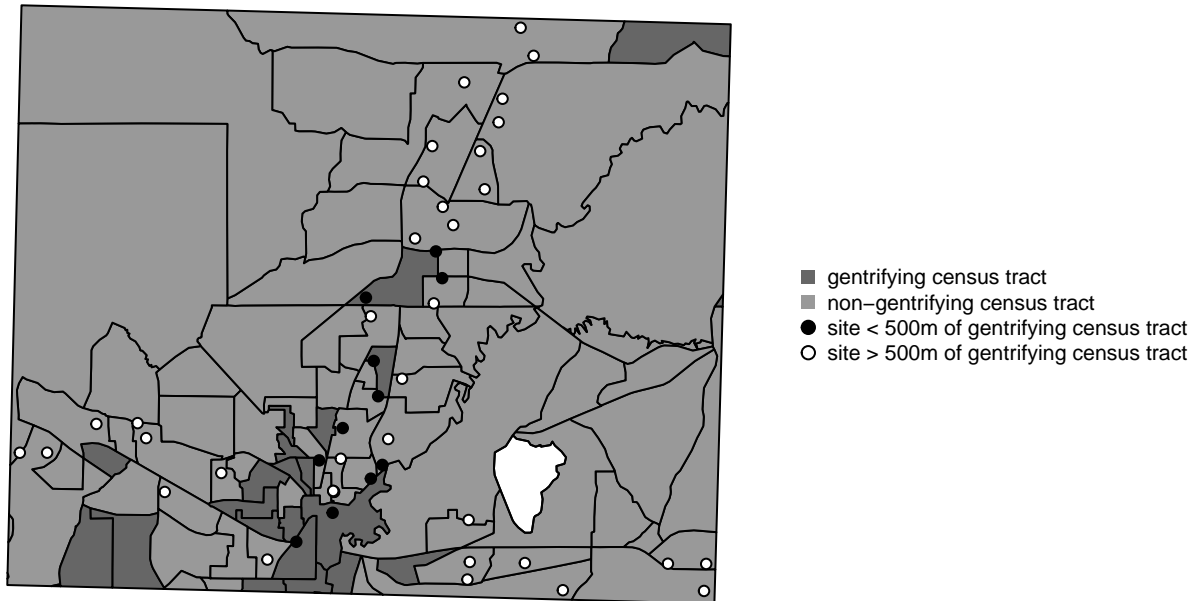 gentrifying census tract
non−gentrifying census tract
site < 500m of gentrifying census tract
site > 500m of gentrifying census tract